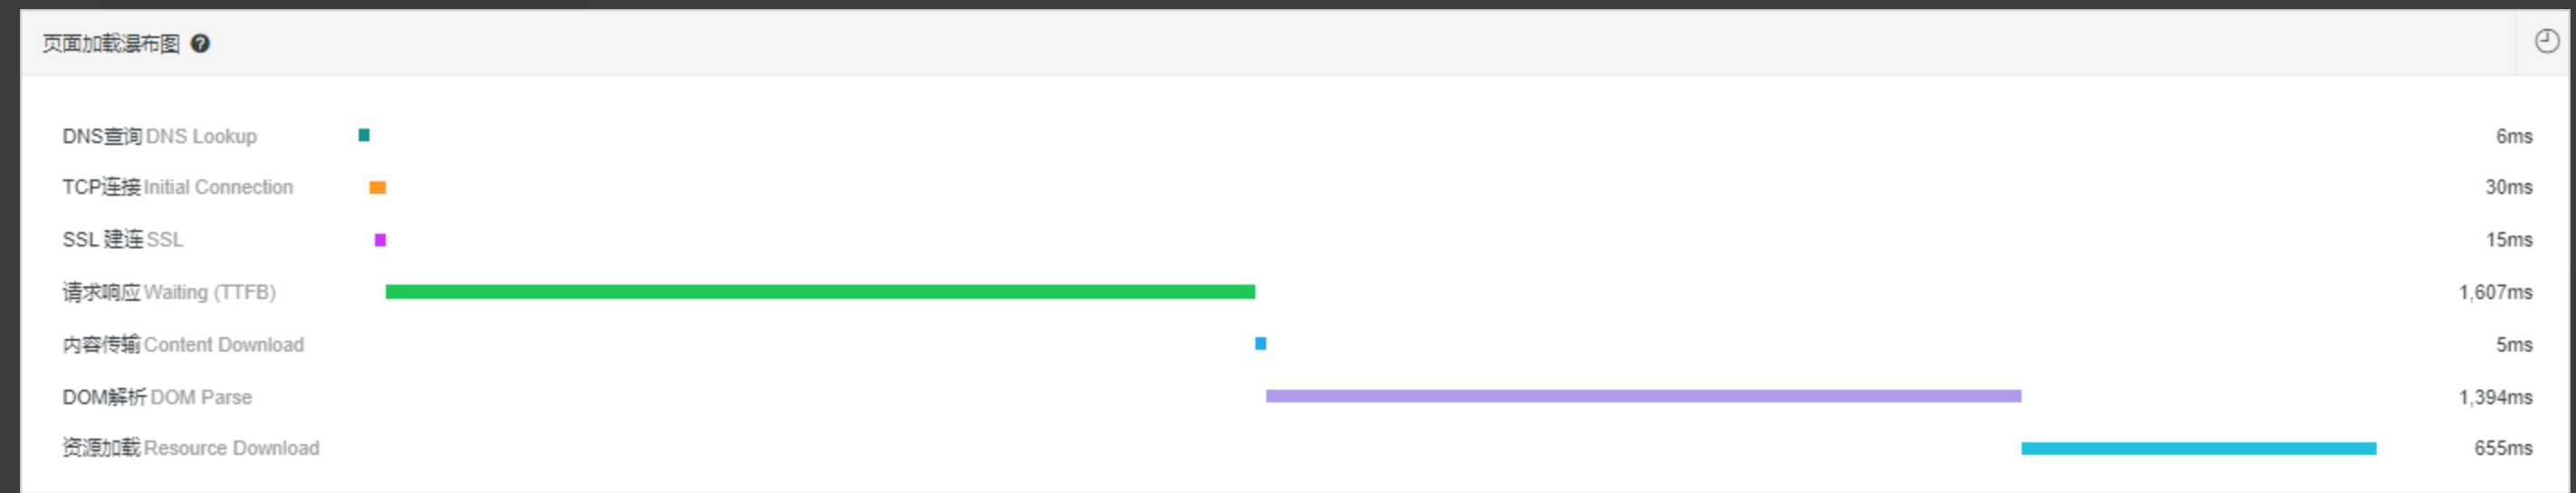 页面加载瀑布图 ?
DNS查询 DNS Lookup 6ms
TCP连接 Initial Connection 30ms
SSL 建连 SSL 15ms
请求响应 Waiting (TTFB) 1,607ms
内容传输 Content Download 5ms
DOM解析 DOM Parse 1,394ms
资源加载 Resource Download 655ms